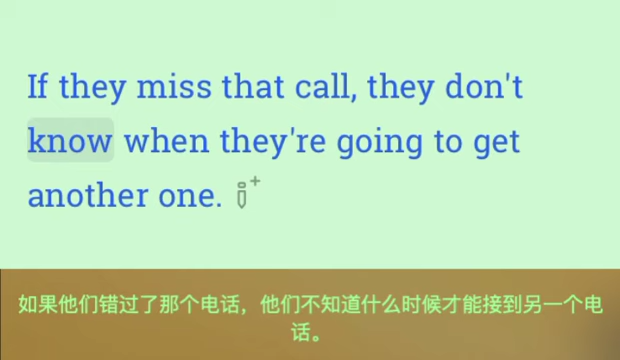 If they miss that call, they don't
know when they're going to get
another one.
如果他们错过了那个电话，他们不知道什么时候才能接到另一个电
话。